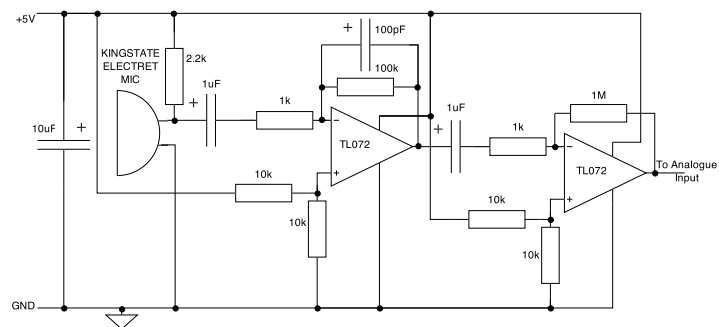 +5V
100pF
KINGSTATE
ELECTRET
MIC
2.2k
100k
1uF
1uF
1M
10uF
1k
1k
TL072
TL072
To Analogue
Input
10k
10k
10k
10k
GND